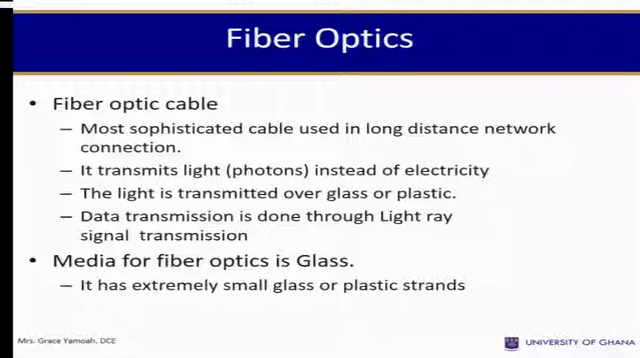 Fiber Optics
• Fiber optic cable
– Most sophisticated cable used in long distance network
connection.
– It transmits light (photons) instead of electricity
– The light is transmitted over glass or plastic.
– Data transmission is done through Light ray
signal transmission
• Media for fiber optics is Glass.
– It has extremely small glass or plastic strands
Mrs. Grace Yamoah, DCE
UNIVERSITY OF GHANA